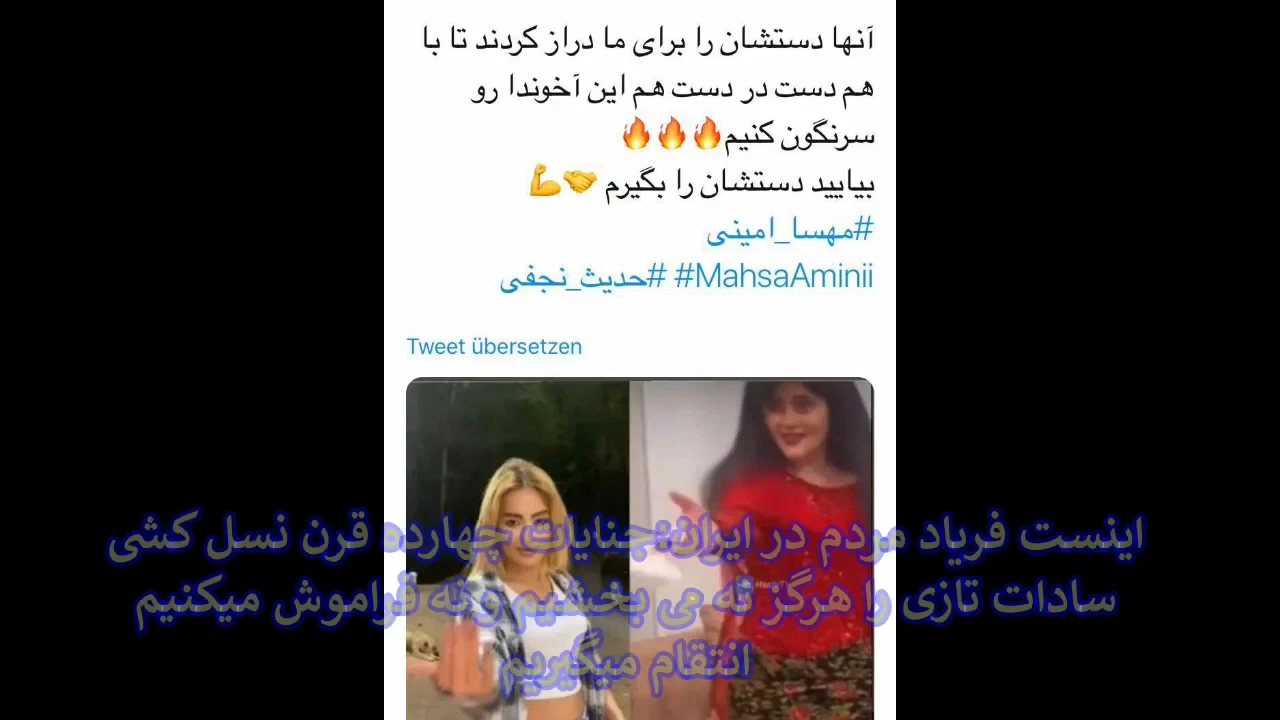 آنها دستشان را برای ما دراز کردند تا با
هم دست در دست هم این آخوندا رو
سرنگون کنیم🔥🔥🔥
بیایید دستشان را بگیرم 🤝💪
#مهسا_امینی
#MahsaAminii #حدیث_نجفی
Tweet übersetzen
اینست فریاد مردم در ایران:جنایات چهارده قرن نسل کشی
سادات تازی را هرگز نه می بخشیم ونه فراموش میکنیم
انتقام میگیریم